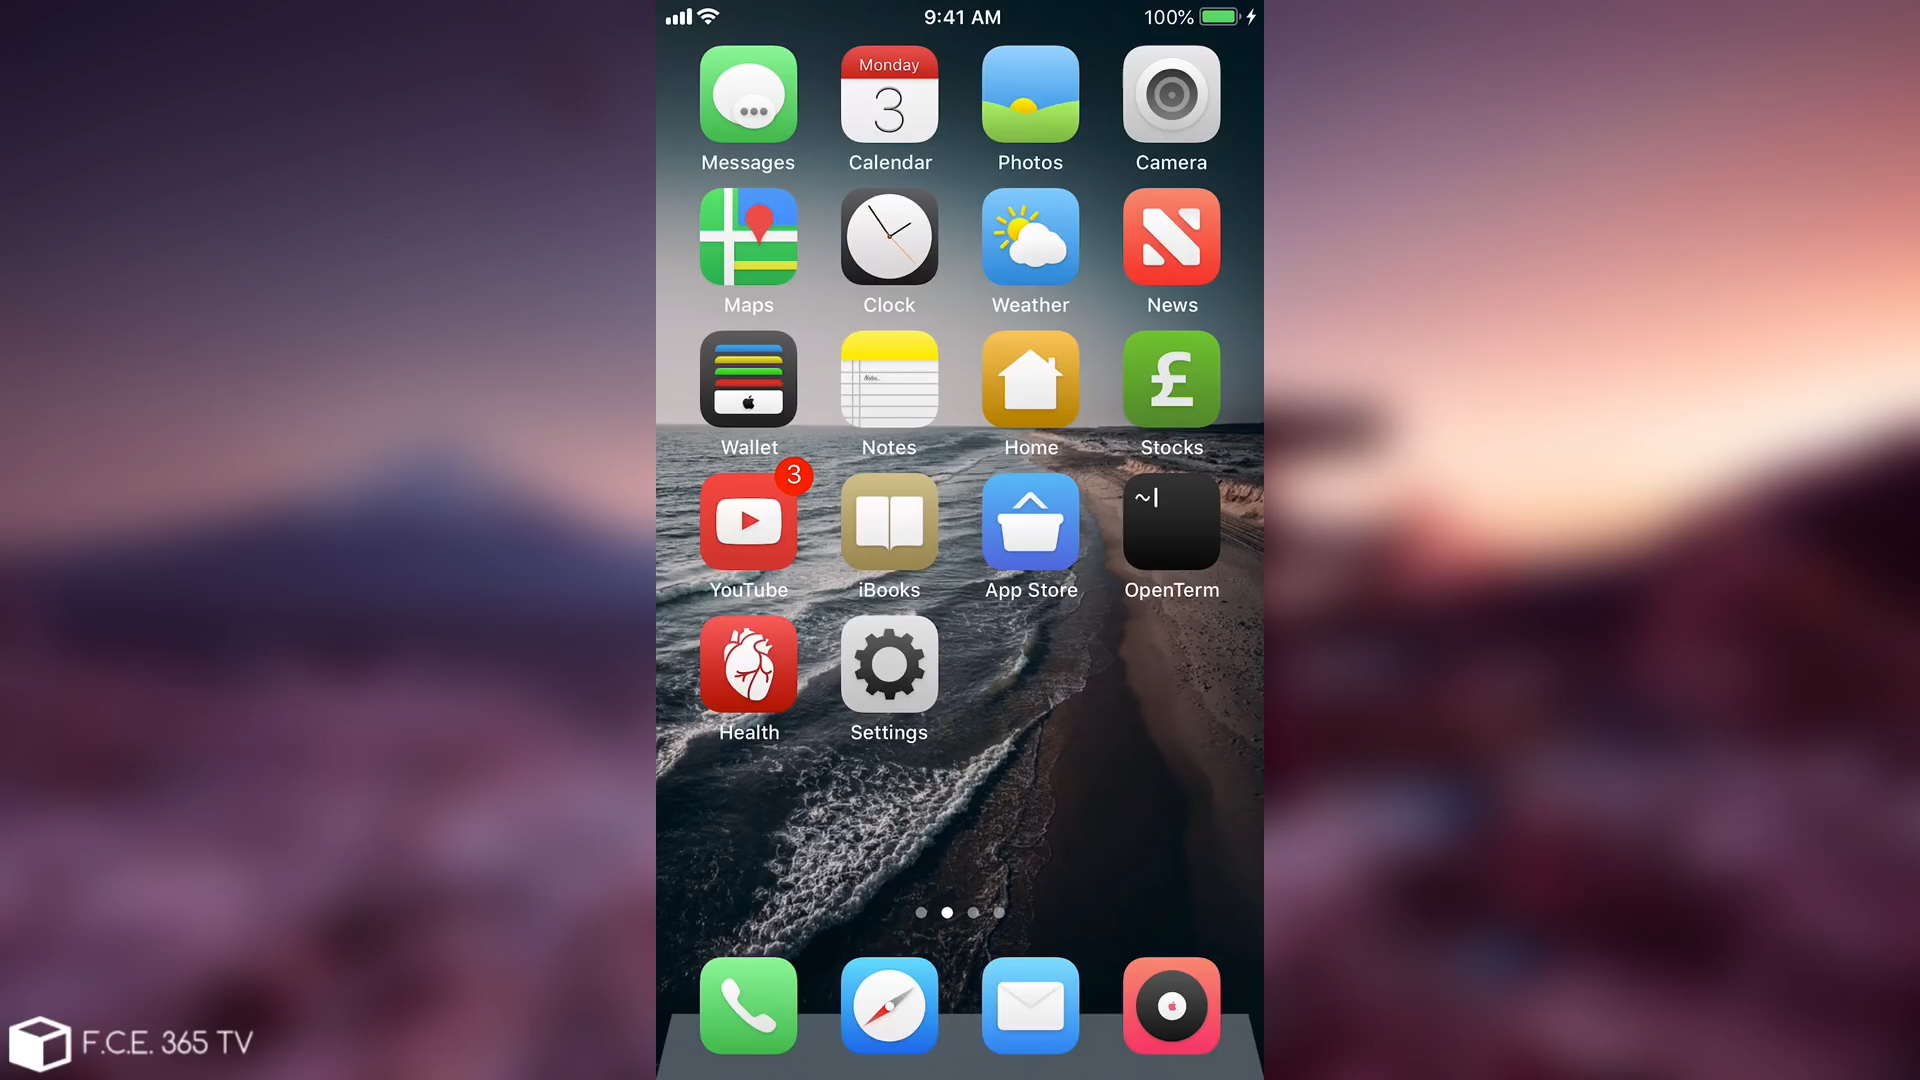 9:41 AM
100%
Monday
3
Messages
Calendar
Photos
Camera
Maps
Clock
Weather
News
£
Notes...
Wallet
Notes
Home
Stocks
3
~|
YouTube
iBooks
App Store
OpenTerm
Health
Settings
F.C.E. 365 TV